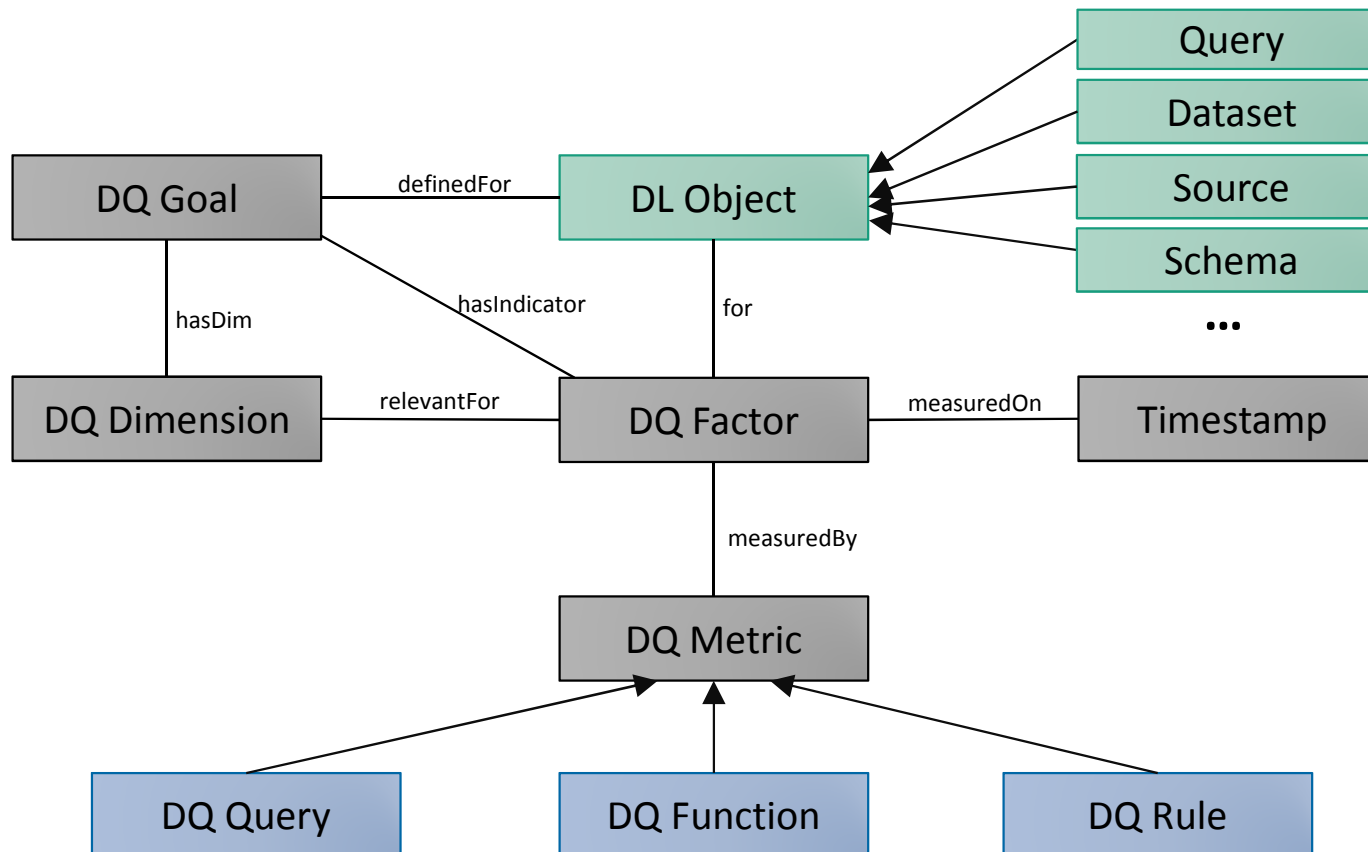 Query
Dataset
DQ Goal
definedFor
DL Object
Source
Schema
hasIndicator
for
hasDim
...
DQ Dimension
relevantFor
DQ Factor
measuredOn
Timestamp
measuredBy
DQ Metric
DQ Query
DQ Function
DQ Rule